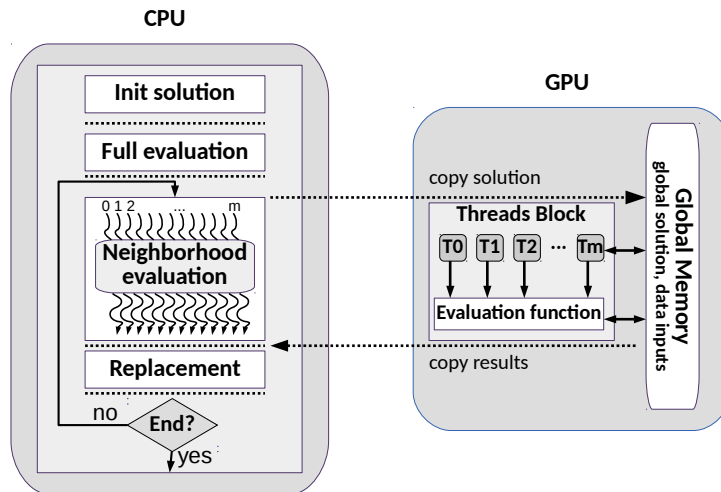 CPU
Init solution
Full evaluation
0 1 2 ... m
Neighborhood
evaluation
Replacement
no
End?
yes
GPU
copy solution
Threads Block
T0 T1 T2 ... Tm
Evaluation function
copy results
Global Memory
global solution, data inputs